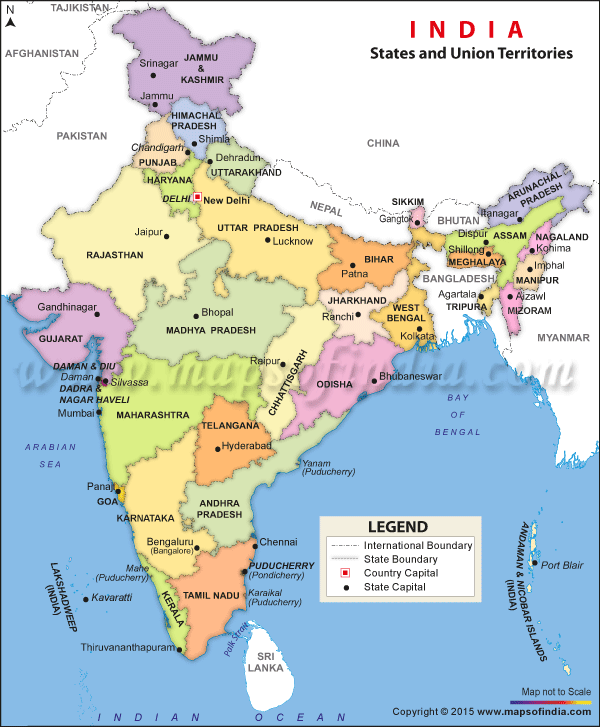 TAJIKISTAN
N
INDIA
States and Union Territories
AFGHANISTAN
JAMMU
&
KASHMIR
Srinagar
Jammu
HIMACHAL
PRADESH
Shimla
PAKISTAN
Chandigarh
PUNJAB
Dehradun
UTTARAKHAND
CHINA
HARYANA
DELHI
New Delhi
RAJASTHAN
Jaipur
UTTAR PRADESH
Lucknow
NEPAL
SIKKIM
Gangtok
BHUTAN
ARUNACHAL
PRADESH
Itanagar
Dispur
ASSAM
NAGALAND
Kohima
Shillong
MEGHALAYA
Imphal
MANIPUR
BIHAR
Patna
BANGLADESH
Agartala
TRIPURA
Aizawl
MIZORAM
MYANMAR
JHARKHAND
Ranchi
WEST
BENGAL
Kolkata
Gandhinagar
GUJARAT
Bhopal
MADHYA PRADESH
Raipur
CHHATTISGARH
ODISHA
Bhubaneswar
www.mapsofindia.com
DAMAN & DIU
Daman
Silvassa
DADRA &
NAGAR HAVELI
Mumbai
MAHARASHTRA
TELANGANA
Hyderabad
BAY
OF
BENGAL
ARABIAN
SEA
Yanam
(Puducherry)
Panaji
GOA
KARNATAKA
ANDHRA
PRADESH
Bengaluru
(Bangalore)
Chennai
Mahe
(Puducherry)
PUDUCHERRY
(Pondicherry)
TAMIL NADU
Karaikal
(Puducherry)
KERALA
LAKSHADWEEP
(INDIA)
Kavaratti
Thiruvananthapuram
Palk Strait
SRI
LANKA
LEGEND
International Boundary
State Boundary
Country Capital
State Capital
ANDAMAN & NICOBAR ISLANDS
(INDIA)
Port Blair
INDIAN OCEAN
Map not to Scale
Copyright © 2015 www.mapsofindia.com